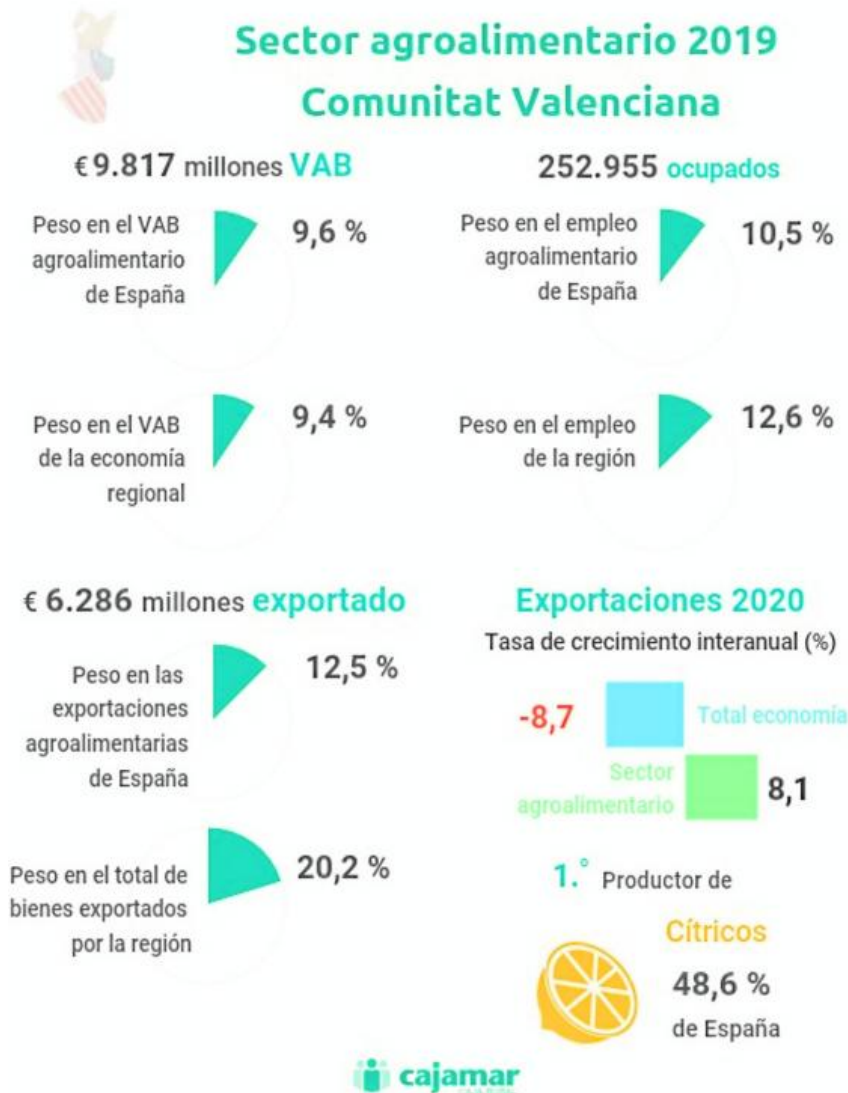 Sector agroalimentario 2019
Comunitat Valenciana
€ 9.817 millones VAB
Peso en el VAB
agroalimentario
de España
9,6 %
Peso en el VAB
de la economía
regional
9,4 %
252.955 ocupados
Peso en el empleo
agroalimentario
de España
10,5 %
Peso en el empleo
de la región
12,6 %
€ 6.286 millones exportado
Peso en las
exportaciones
agroalimentarias
de España
12,5 %
Peso en el total de
bienes exportados
por la región
20,2 %
Exportaciones 2020
Tasa de crecimiento interanual (%)
-8,7
Total economía
Sector
agroalimentario
8,1
1.° Productor de
Cítricos
48,6 %
de España
cajamar